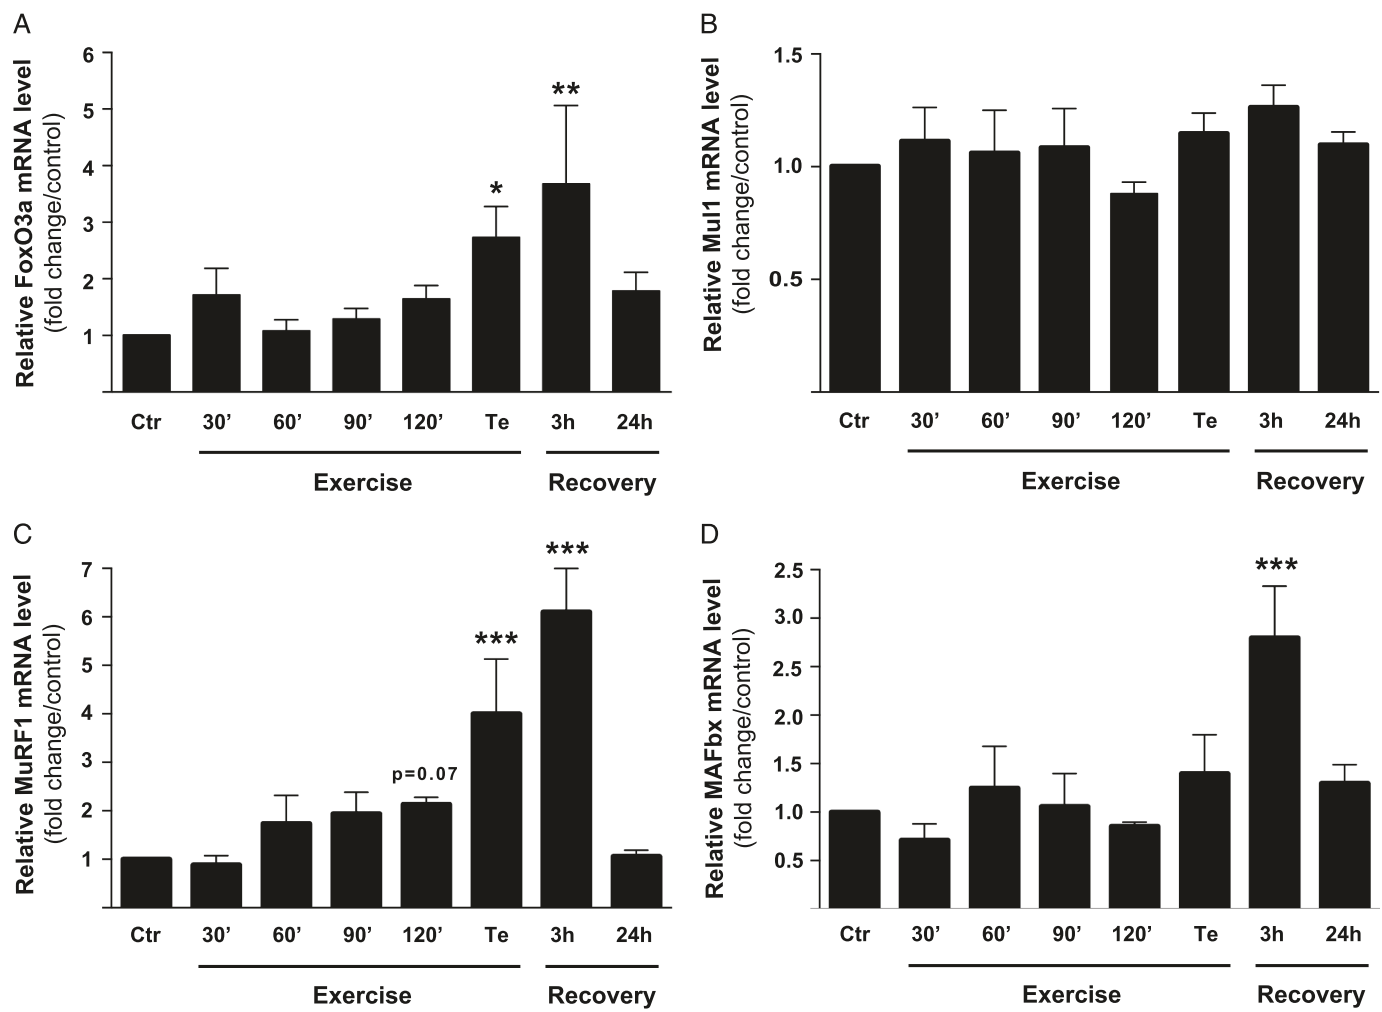 A
Relative FoxO3a mRNA level
(fold change/control)
6
5
4
3
2
1
*
**
Ctr 30’ 60’ 90’ 120’ Te 3h 24h
Exercise Recovery
B
Relative Mul1 mRNA level
(fold change/control)
1.5
1.0
0.5
Ctr 30’ 60’ 90’ 120’ Te 3h 24h
Exercise Recovery
C
Relative MuRF1 mRNA level
(fold change/control)
7
6
5
4
3
2
1
p=0.07
***
***
Ctr 30’ 60’ 90’ 120’ Te 3h 24h
Exercise Recovery
D
Relative MAFbx mRNA level
(fold change/control)
2.5
3.0
2.5
2.0
1.5
1.0
0.5
***
Ctr 30’ 60’ 90’ 120’ Te 3h 24h
Exercise Recovery